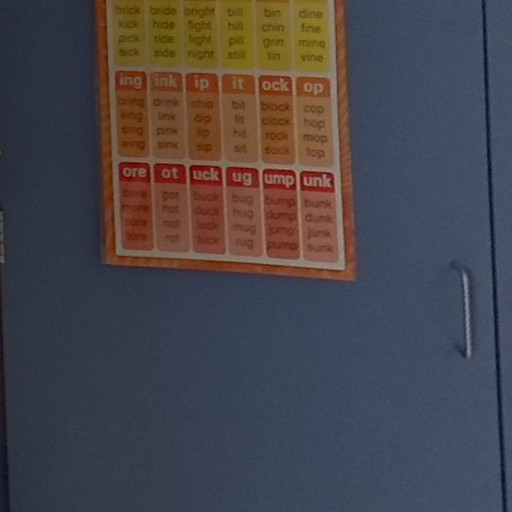 brick bride bright bill bin dine
kick hide fight hill chin fine
pick ride light pill grin mine
sick side night still tin vine
ing ink ip it ock op
bring drink chip bit block cop
king link dip fit clock hop
sing pink lip hit rock mop
wing sink sip sit sock top
ore ot uck ug ump unk
core got buck bug bump bunk
more hot duck hug dump dunk
not luck mug jump junk
rot tuck rug pump sunk